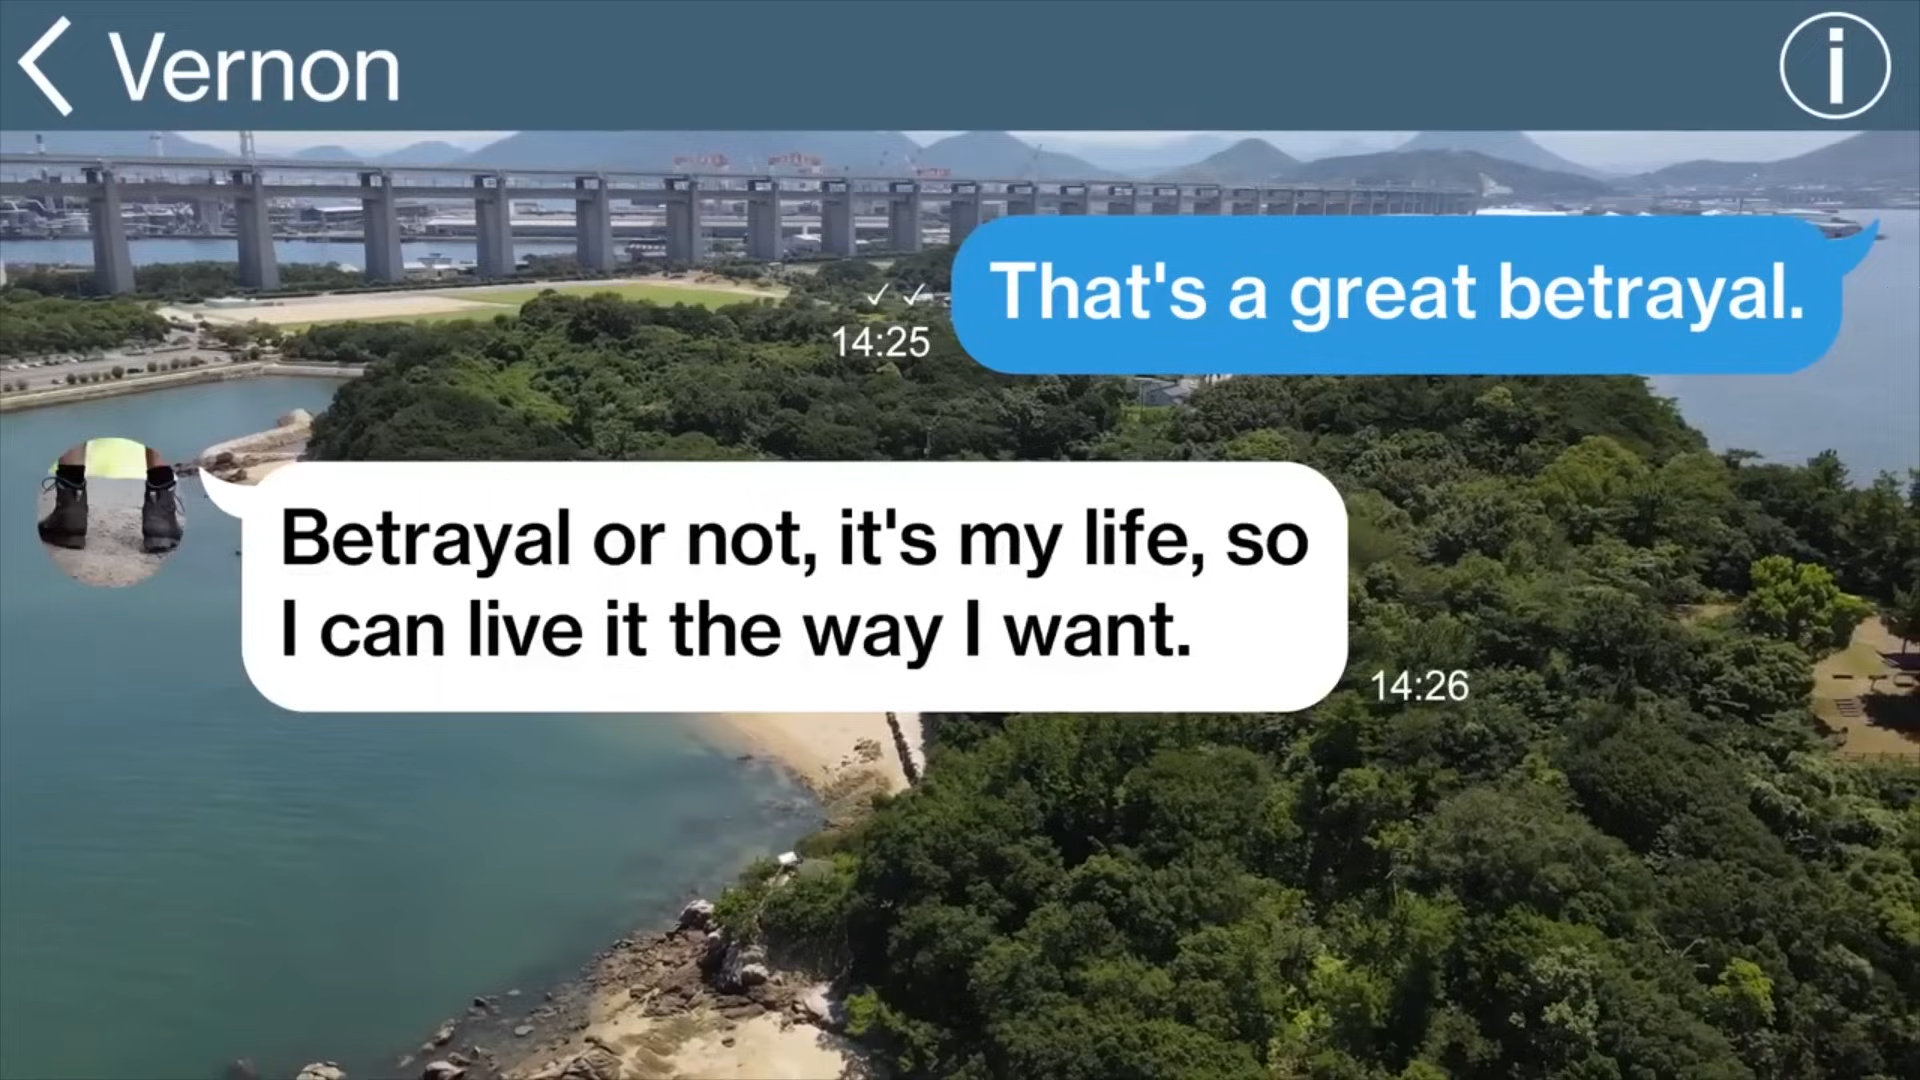 Vernon
That's a great betrayal.
14:25
Betrayal or not, it's my life, so
I can live it the way I want.
14:26